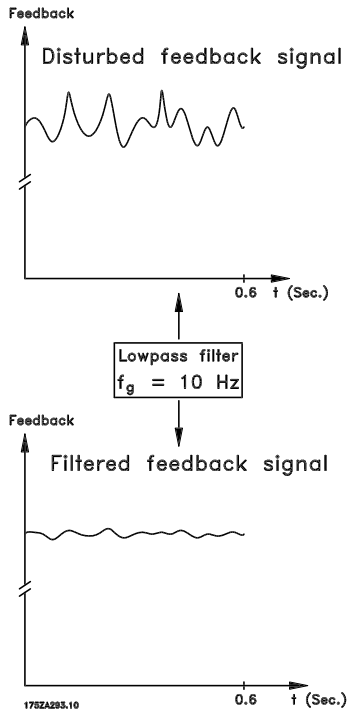 Feedback
Disturbed feedback signal
0.6 t (Sec.)
Lowpass filter
fg = 10 Hz
Feedback
Filtered feedback signal
0.6 t (Sec.)
175ZA293.10